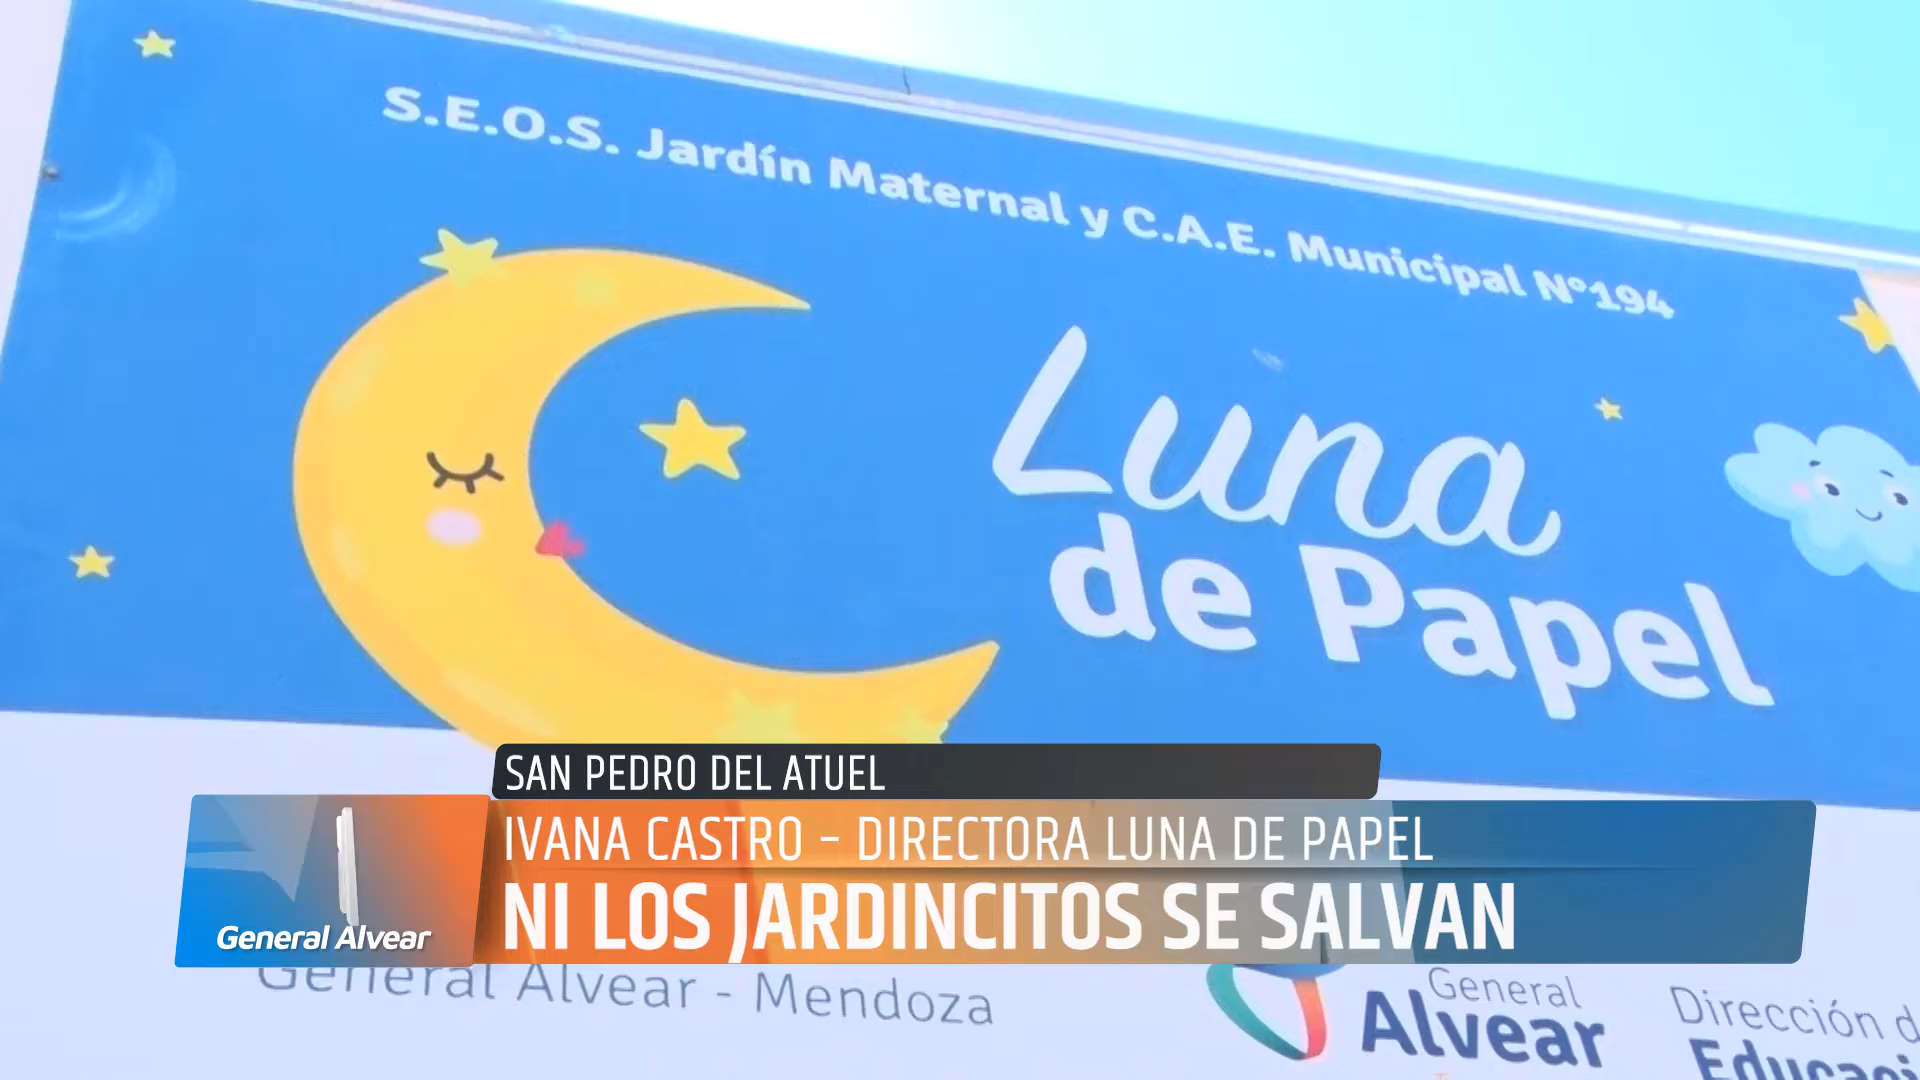 S.E.O.S. Jardín Maternal y C.A.E. Municipal N°194
Luna
de Papel
SAN PEDRO DEL ATUEL
IVANA CASTRO – DIRECTORA LUNA DE PAPEL
NI LOS JARDINCITOS SE SALVAN
General Alvear
General Alvear - Mendoza
General
Alvear
Dirección d
Educaci